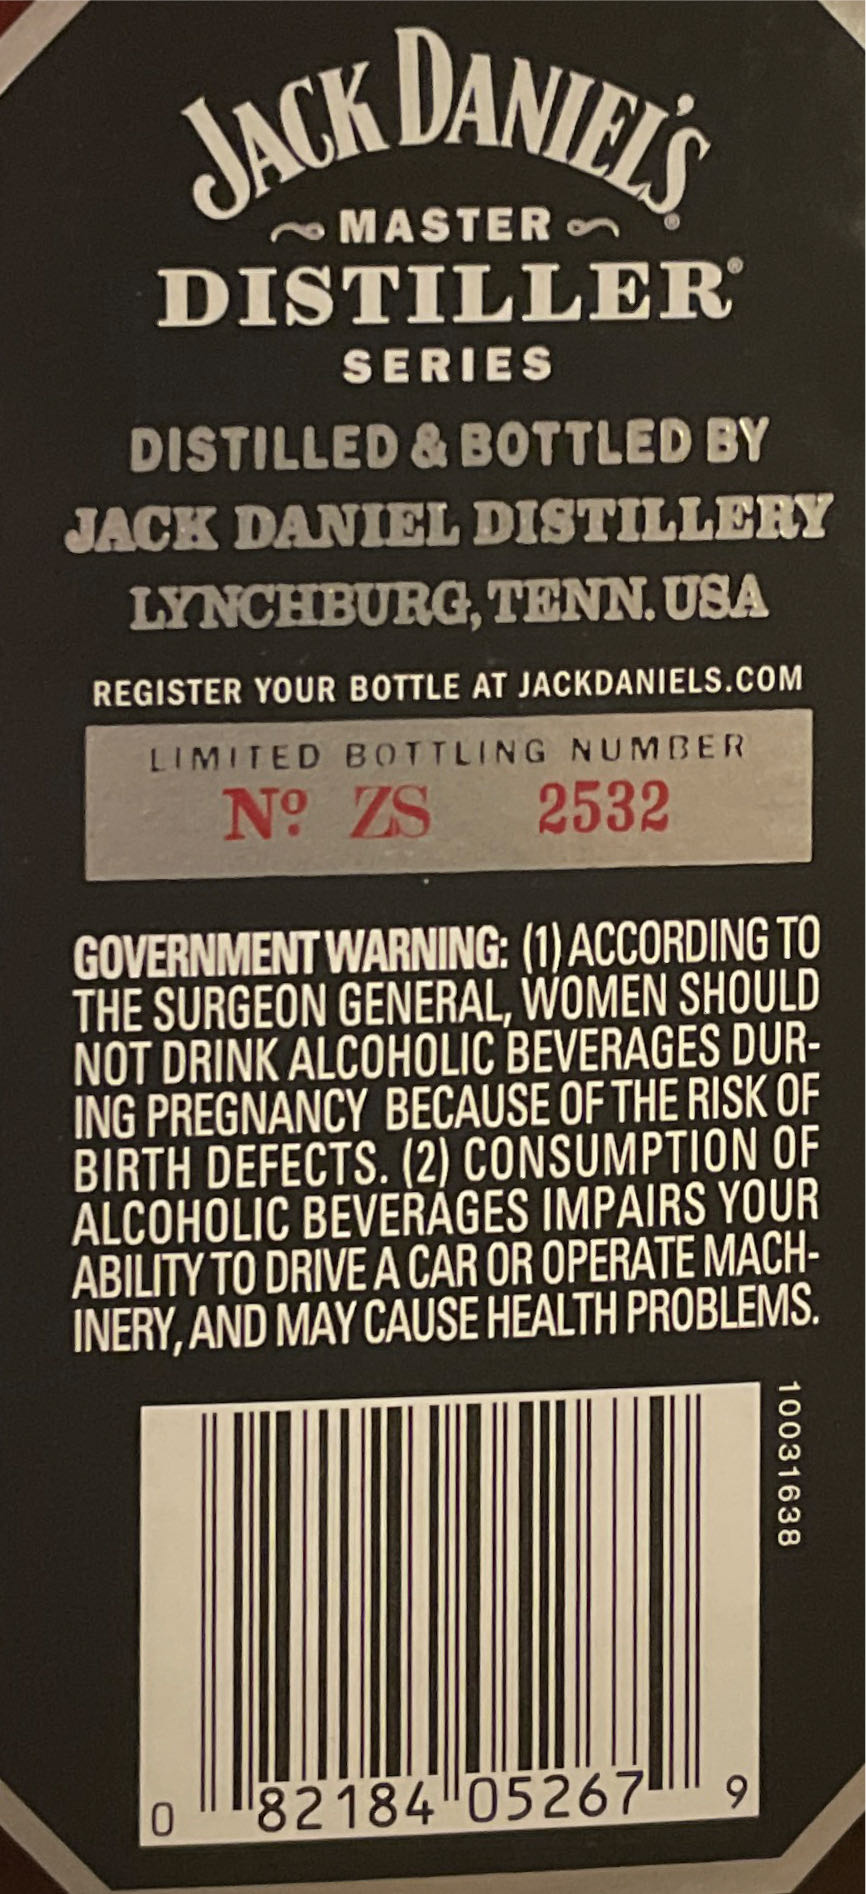 JACK DANIEL'S®
MASTER
DISTILLER®
SERIES
DISTILLED & BOTTLED BY
JACK DANIEL DISTILLERY
LYNCHBURG, TENN. USA
REGISTER YOUR BOTTLE AT JACKDANIELS.COM
LIMITED BOTTLING NUMBER
Nº ZS 2532
GOVERNMENT WARNING: (1) ACCORDING TO
THE SURGEON GENERAL, WOMEN SHOULD
NOT DRINK ALCOHOLIC BEVERAGES DUR-
ING PREGNANCY BECAUSE OF THE RISK OF
BIRTH DEFECTS. (2) CONSUMPTION OF
ALCOHOLIC BEVERAGES IMPAIRS YOUR
ABILITY TO DRIVE A CAR OR OPERATE MACH-
INERY, AND MAY CAUSE HEALTH PROBLEMS.
10031638
0 82184 05267 9